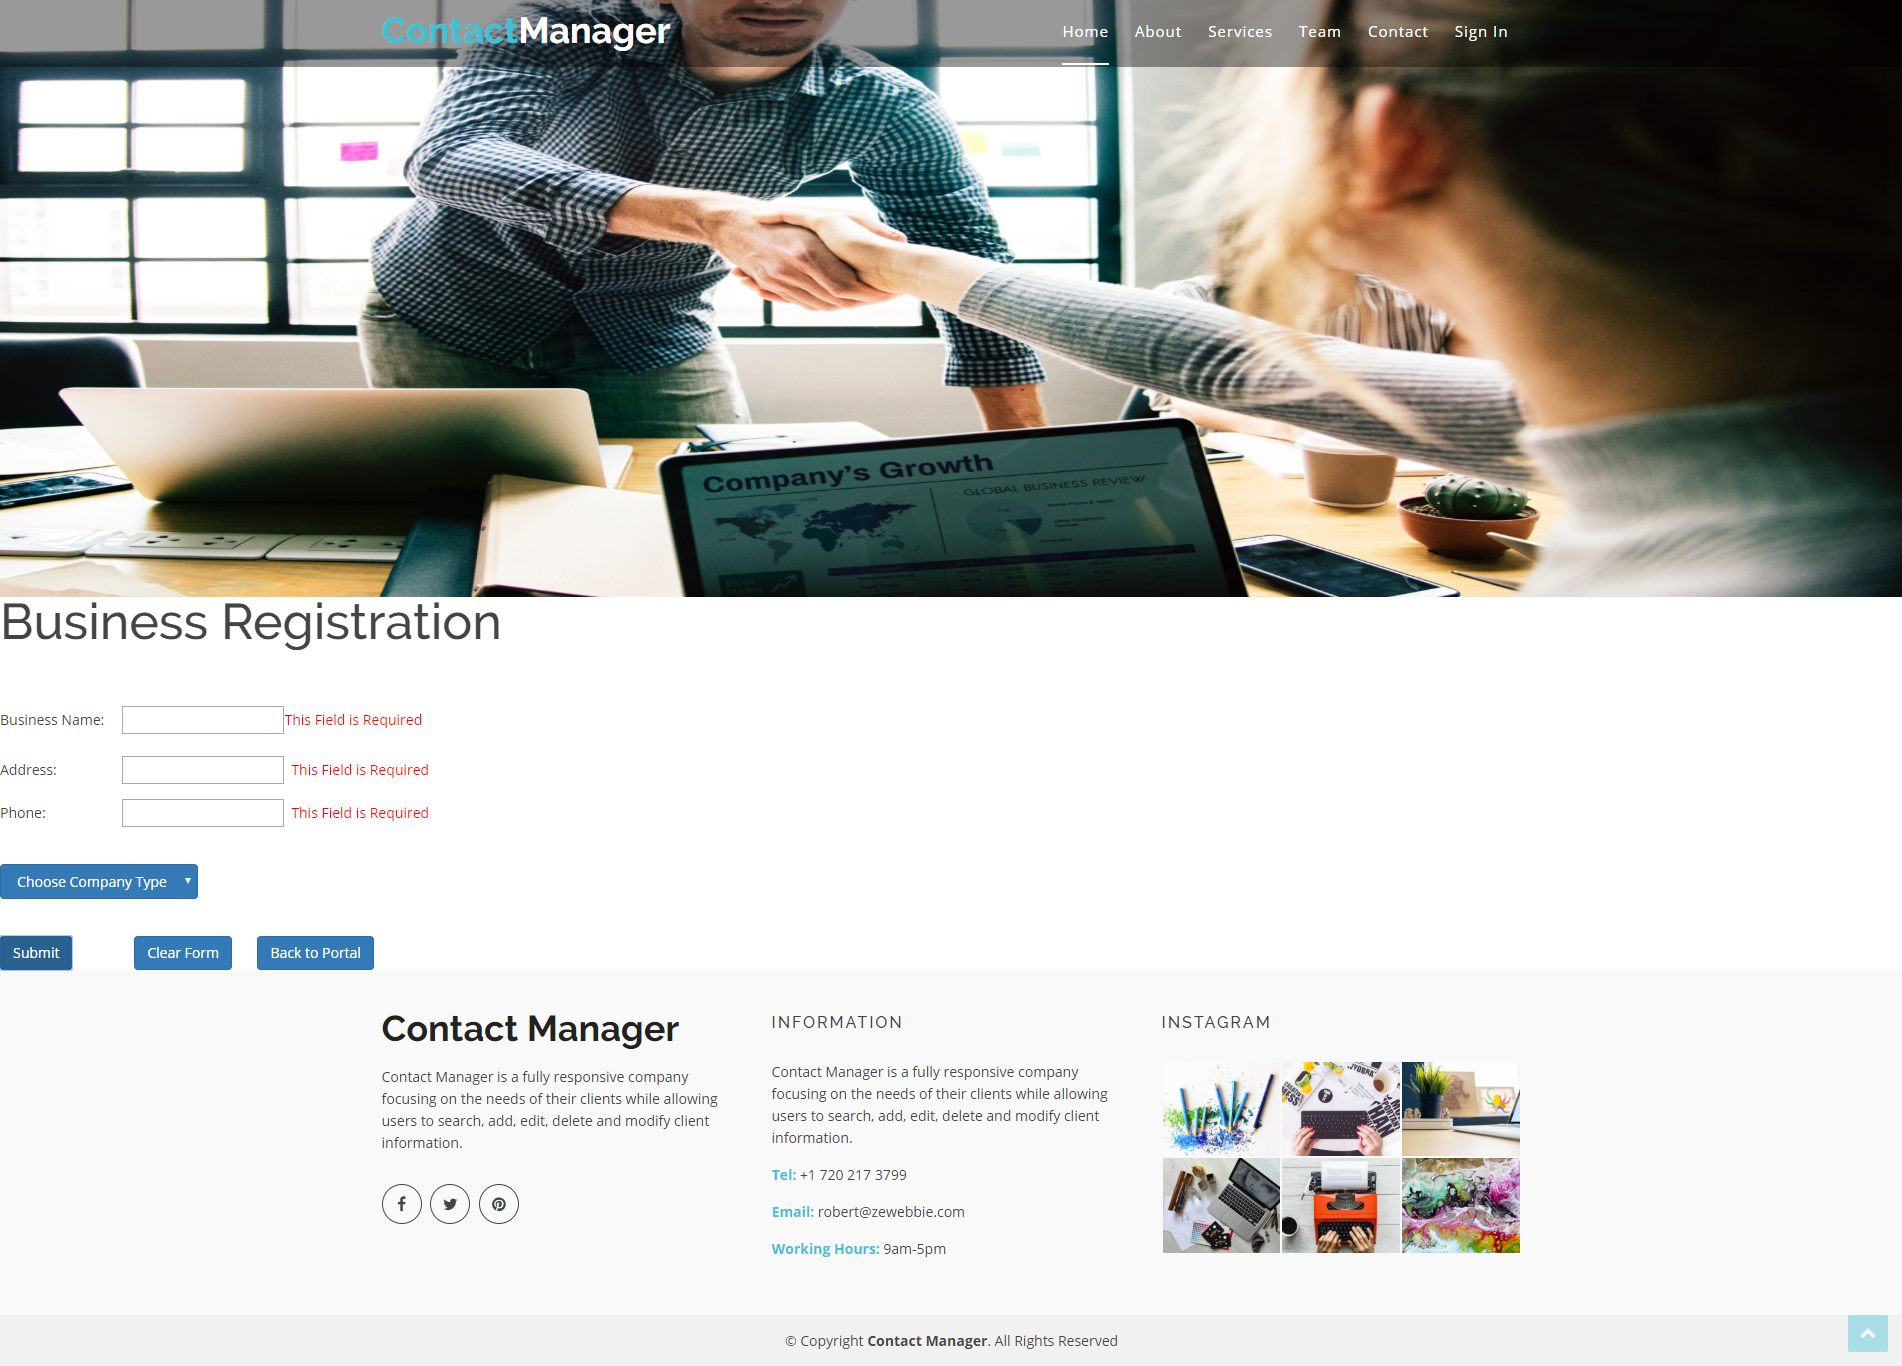 ContactManager
Home About Services Team Contact Sign In
Company's Growth
GLOBAL BUSINESS REVIEW
Business Registration
Business Name: This Field is Required
Address: This Field is Required
Phone: This Field is Required
Choose Company Type
Submit Clear Form Back to Portal
Contact Manager
Contact Manager is a fully responsive company
focusing on the needs of their clients while allowing
users to search, add, edit, delete and modify client
information.
INFORMATION
Contact Manager is a fully responsive company
focusing on the needs of their clients while allowing
users to search, add, edit, delete and modify client
information.
Tel: +1 720 217 3799
Email: robert@zewebbie.com
Working Hours: 9am-5pm
INSTAGRAM
© Copyright Contact Manager. All Rights Reserved